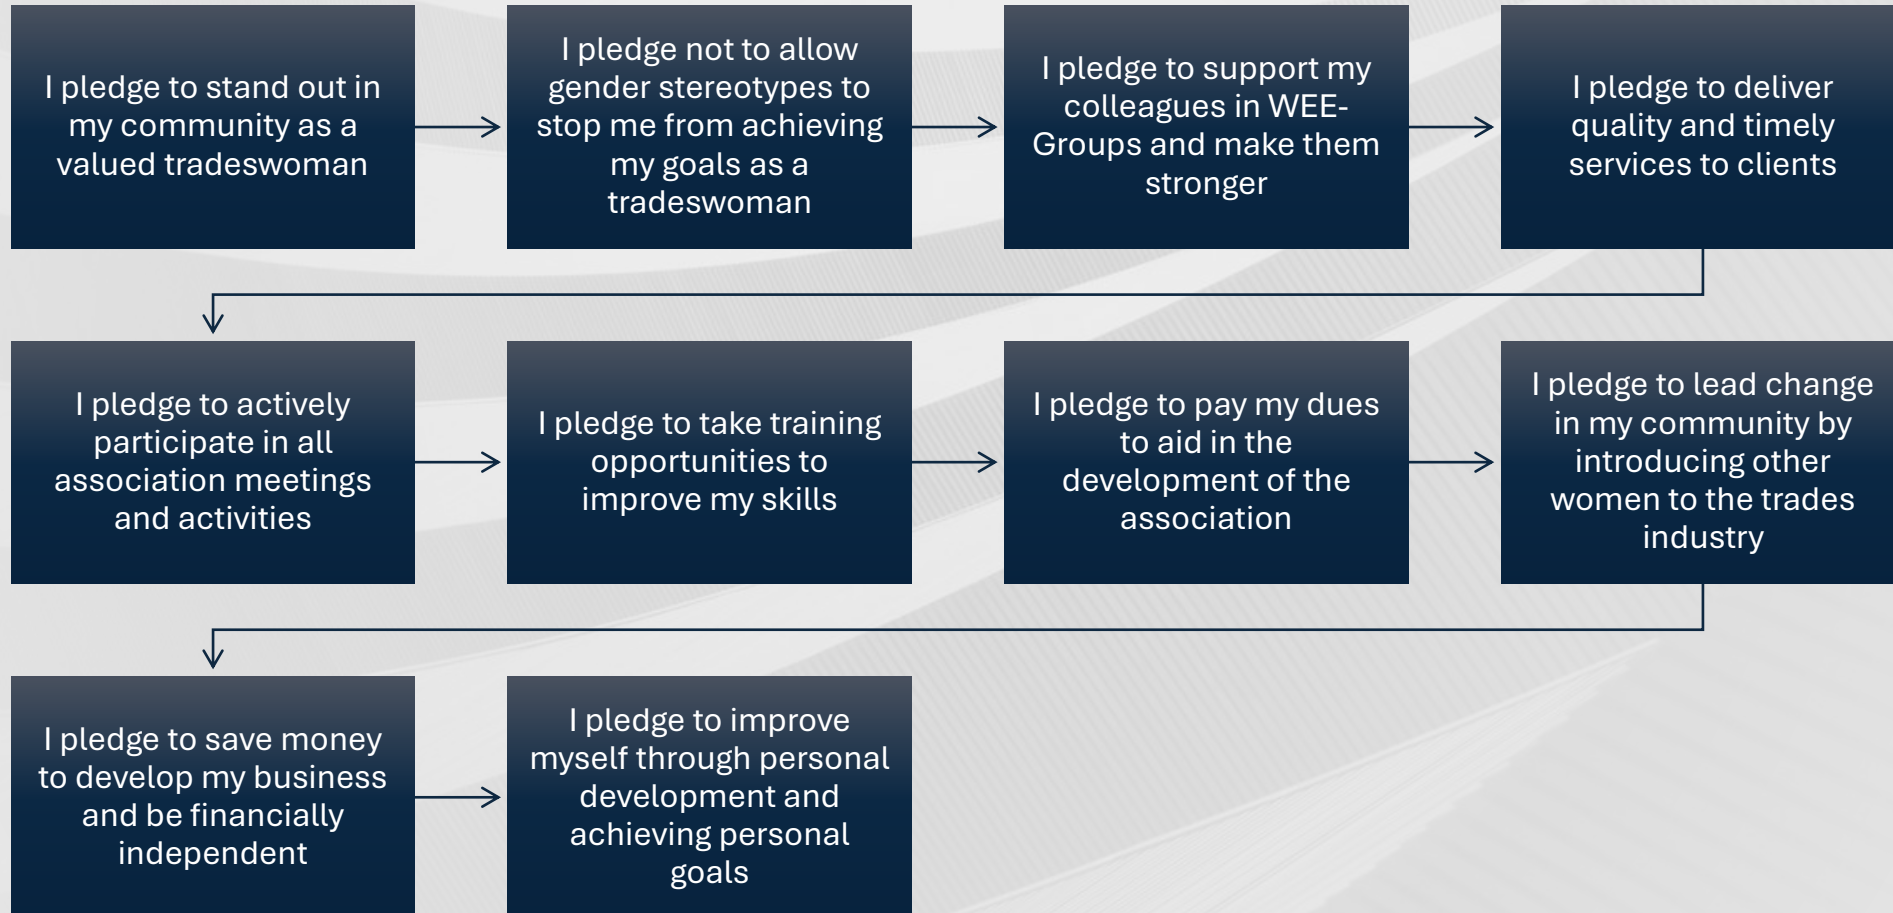 I pledge to stand out in
my community as a
valued tradeswoman
I pledge not to allow
gender stereotypes to
stop me from achieving
my goals as a
tradeswoman
I pledge to support my
colleagues in WEE-
Groups and make them
stronger
I pledge to deliver
quality and timely
services to clients
I pledge to actively
participate in all
association meetings
and activities
I pledge to take training
opportunities to
improve my skills
I pledge to pay my dues
to aid in the
development of the
association
I pledge to lead change
in my community by
introducing other
women to the trades
industry
I pledge to save money
to develop my business
and be financially
independent
I pledge to improve
myself through personal
development and
achieving personal
goals